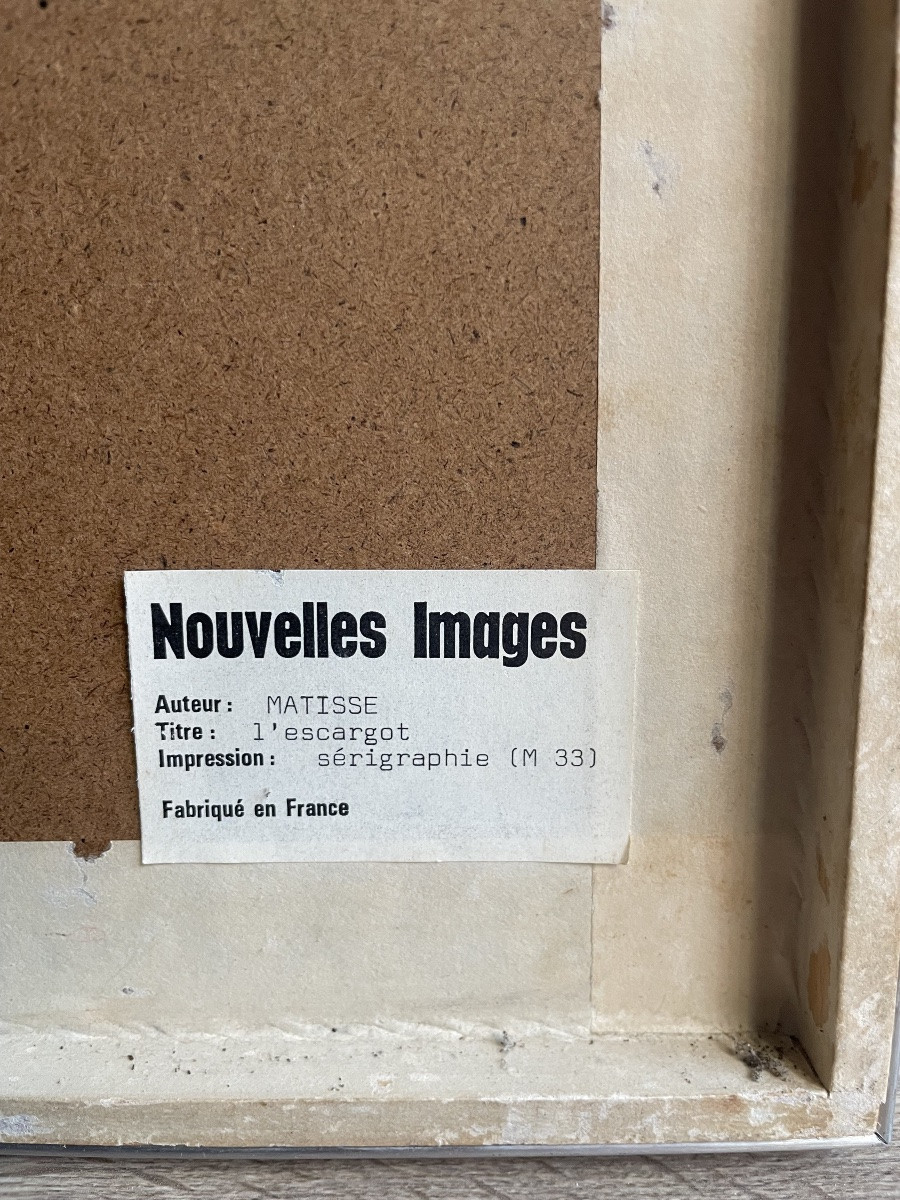 Nouvelles Images
Auteur : MATISSE
Titre : l'escargot
Impression : sérigraphie (M 33)
Fabriqué en France